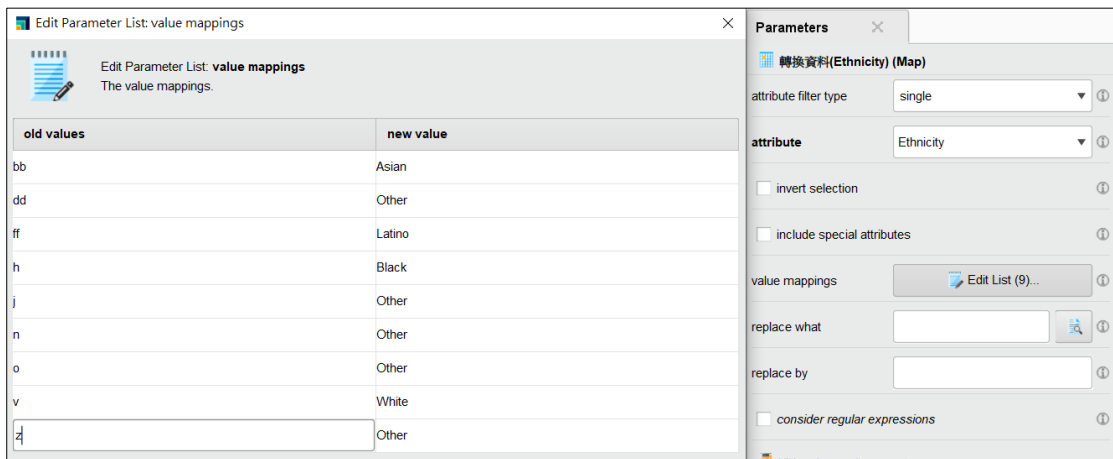 Edit Parameter List: value mappings
Edit Parameter List: value mappings
The value mappings.
old values new value
bb Asian
dd Other
ff Latino
h Black
j Other
n Other
o Other
v White
z Other
Parameters
轉換資料(Ethnicity) (Map)
attribute filter type single
attribute Ethnicity
invert selection
include special attributes
value mappings Edit List (9)...
replace what
replace by
consider regular expressions